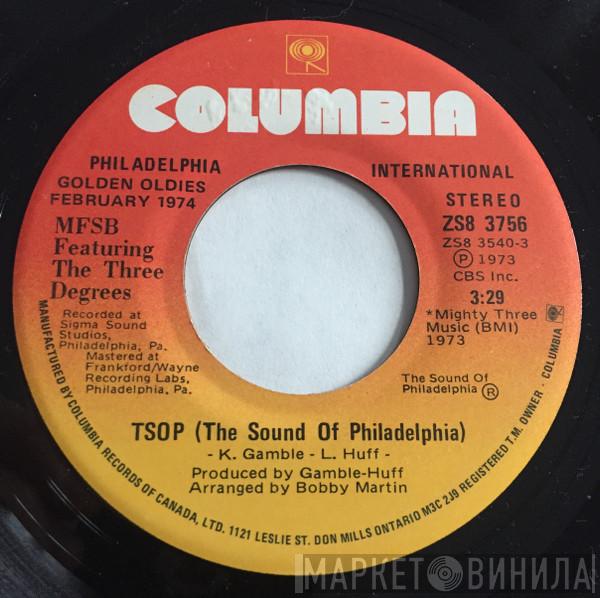 COLUMBIA
PHILADELPHIA INTERNATIONAL
GOLDEN OLDIES
FEBRUARY 1974
MFSB
Featuring
The Three
Degrees
Recorded at
Sigma Sound
Studios,
Philadelphia, Pa.
Mastered at
Frankford/Wayne
Recording Labs,
Philadelphia, Pa.
STEREO
ZS8 3756
ZS8 3540-3
Ⓟ 1973
CBS Inc.
3:29
*Mighty Three
Music (BMI)
1973
The Sound Of
Philadelphia ®
TSOP (The Sound Of Philadelphia)
- K. Gamble - L. Huff -
Produced by Gamble-Huff
Arranged by Bobby Martin
MANUFACTURED BY COLUMBIA RECORDS OF CANADA, LTD. 1121 LESLIE ST. DON MILLS ONTARIO M3C 2J9 REGISTERED T.M. OWNER · COLUMBIA
МАРКЕТ ВИНИЛА